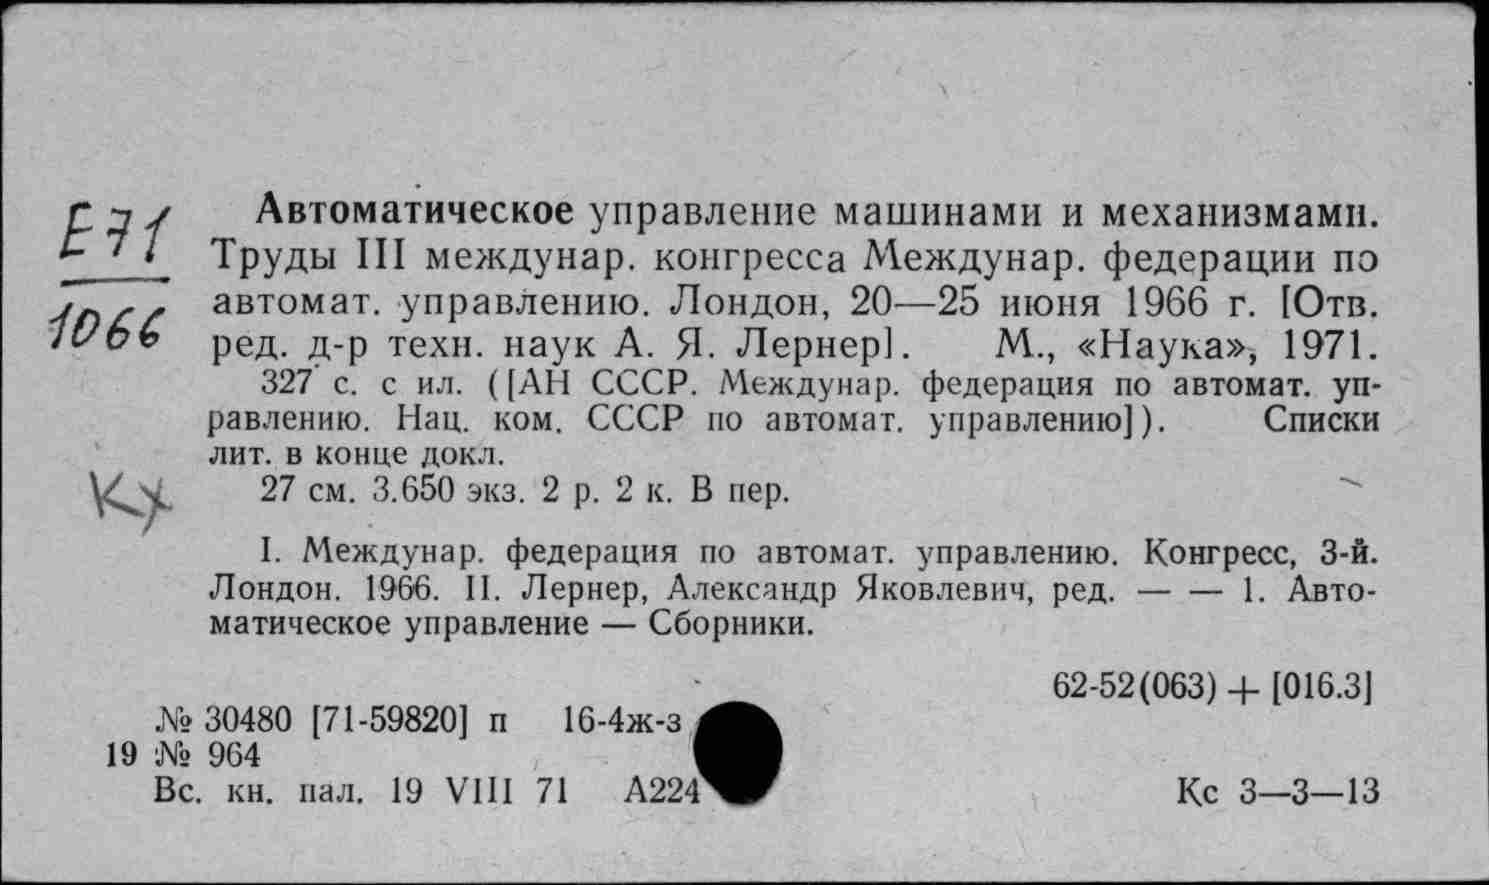 Е71
1066
Автоматическое управление машинами и механизмами.
Труды III междунар. конгресса Междунар. федерации по
автомат. управлению. Лондон, 20—25 июня 1966 г. [Отв.
ред. д-р техн. наук А. Я. Лернер]. М., «Наука», 1971.
327 с. с ил. ([АН СССР. Междунар. федерация по автомат. уп-
равлению. Нац. ком. СССР по автомат. управлению]). Списки
лит. в конце докл.
27 см. 3.650 экз. 2 р. 2 к. В пер.
I. Междунар. федерация по автомат. управлению. Конгресс, 3-й.
Лондон. 1966. II. Лернер, Александр Яковлевич, ред. — — 1. Авто-
матическое управление — Сборники.
62-52(063) + [016.3]
№ 30480 [71-59820] п 16-4ж-з
19 № 964
Вс. кн. пал. 19 VIII 71 А224
Кс 3—3—13